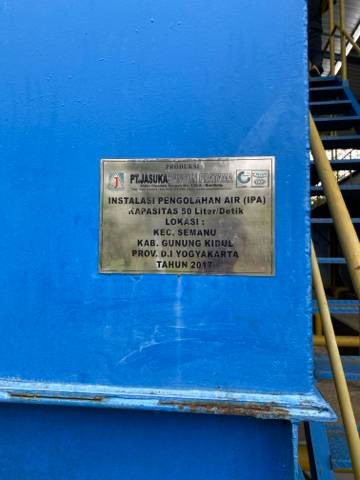 PRODUKSI :
PT.JASUKA
INSTALASI PENGOLAHAN AIR (IPA)
KAPASITAS 50 Liter/Detik
LOKASI :
KEC. SEMANU
KAB. GUNUNG KIDUL
PROV. D.I YOGYAKARTA
TAHUN 2017